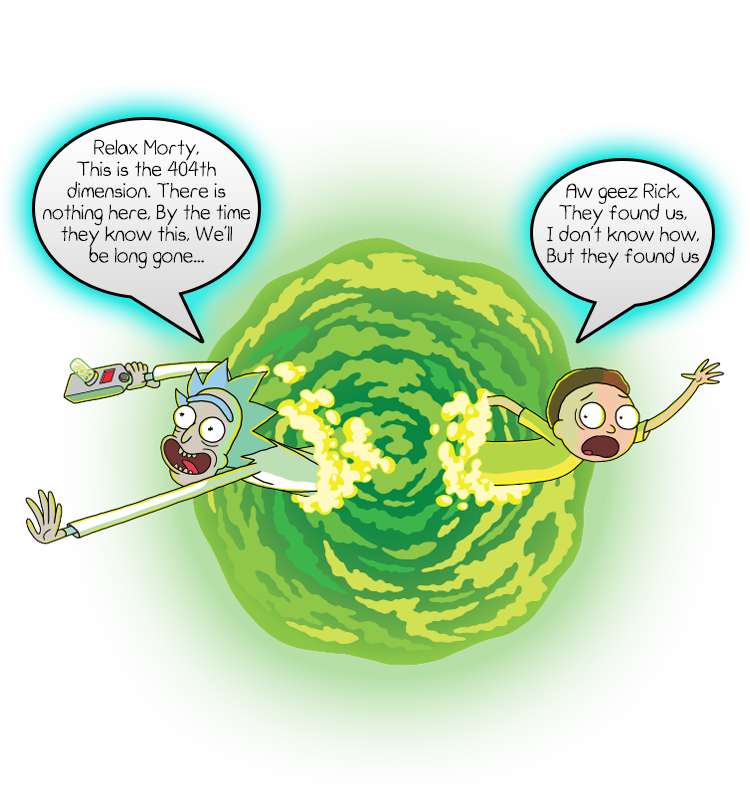 Relax Morty,
This is the 404th
dimension. There is
nothing here, By the time
they know this, We'll
be long gone...
Aw geez Rick,
They found us,
I don't know how,
But they found us